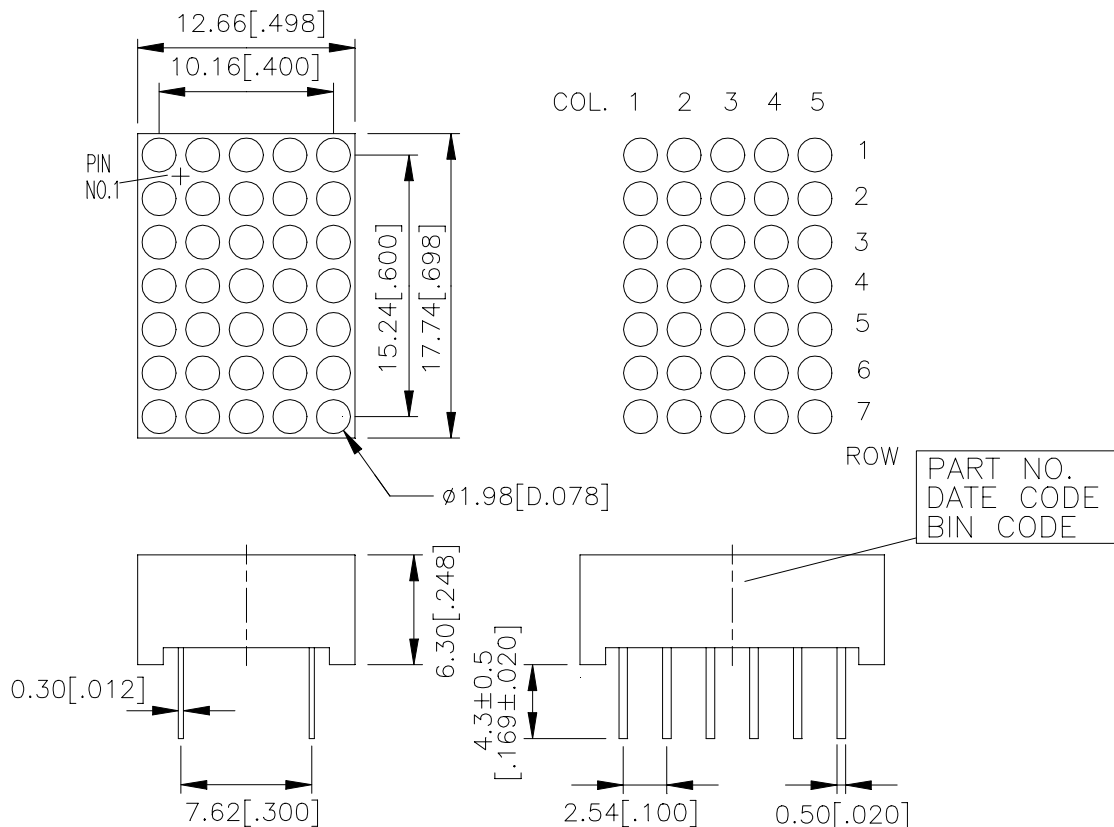 12.66[.498]
10.16[.400]
COL. 1 2 3 4 5
PIN
NO.1
15.24[.600]
17.74[.698]
1
2
3
4
5
6
7
ROW
ø1.98[D.078]
PART NO.
DATE CODE
BIN CODE
6.30[.248]
0.30[.012]
7.62[.300]
4.3±0.5
[.169±.020]
2.54[.100]
0.50[.020]